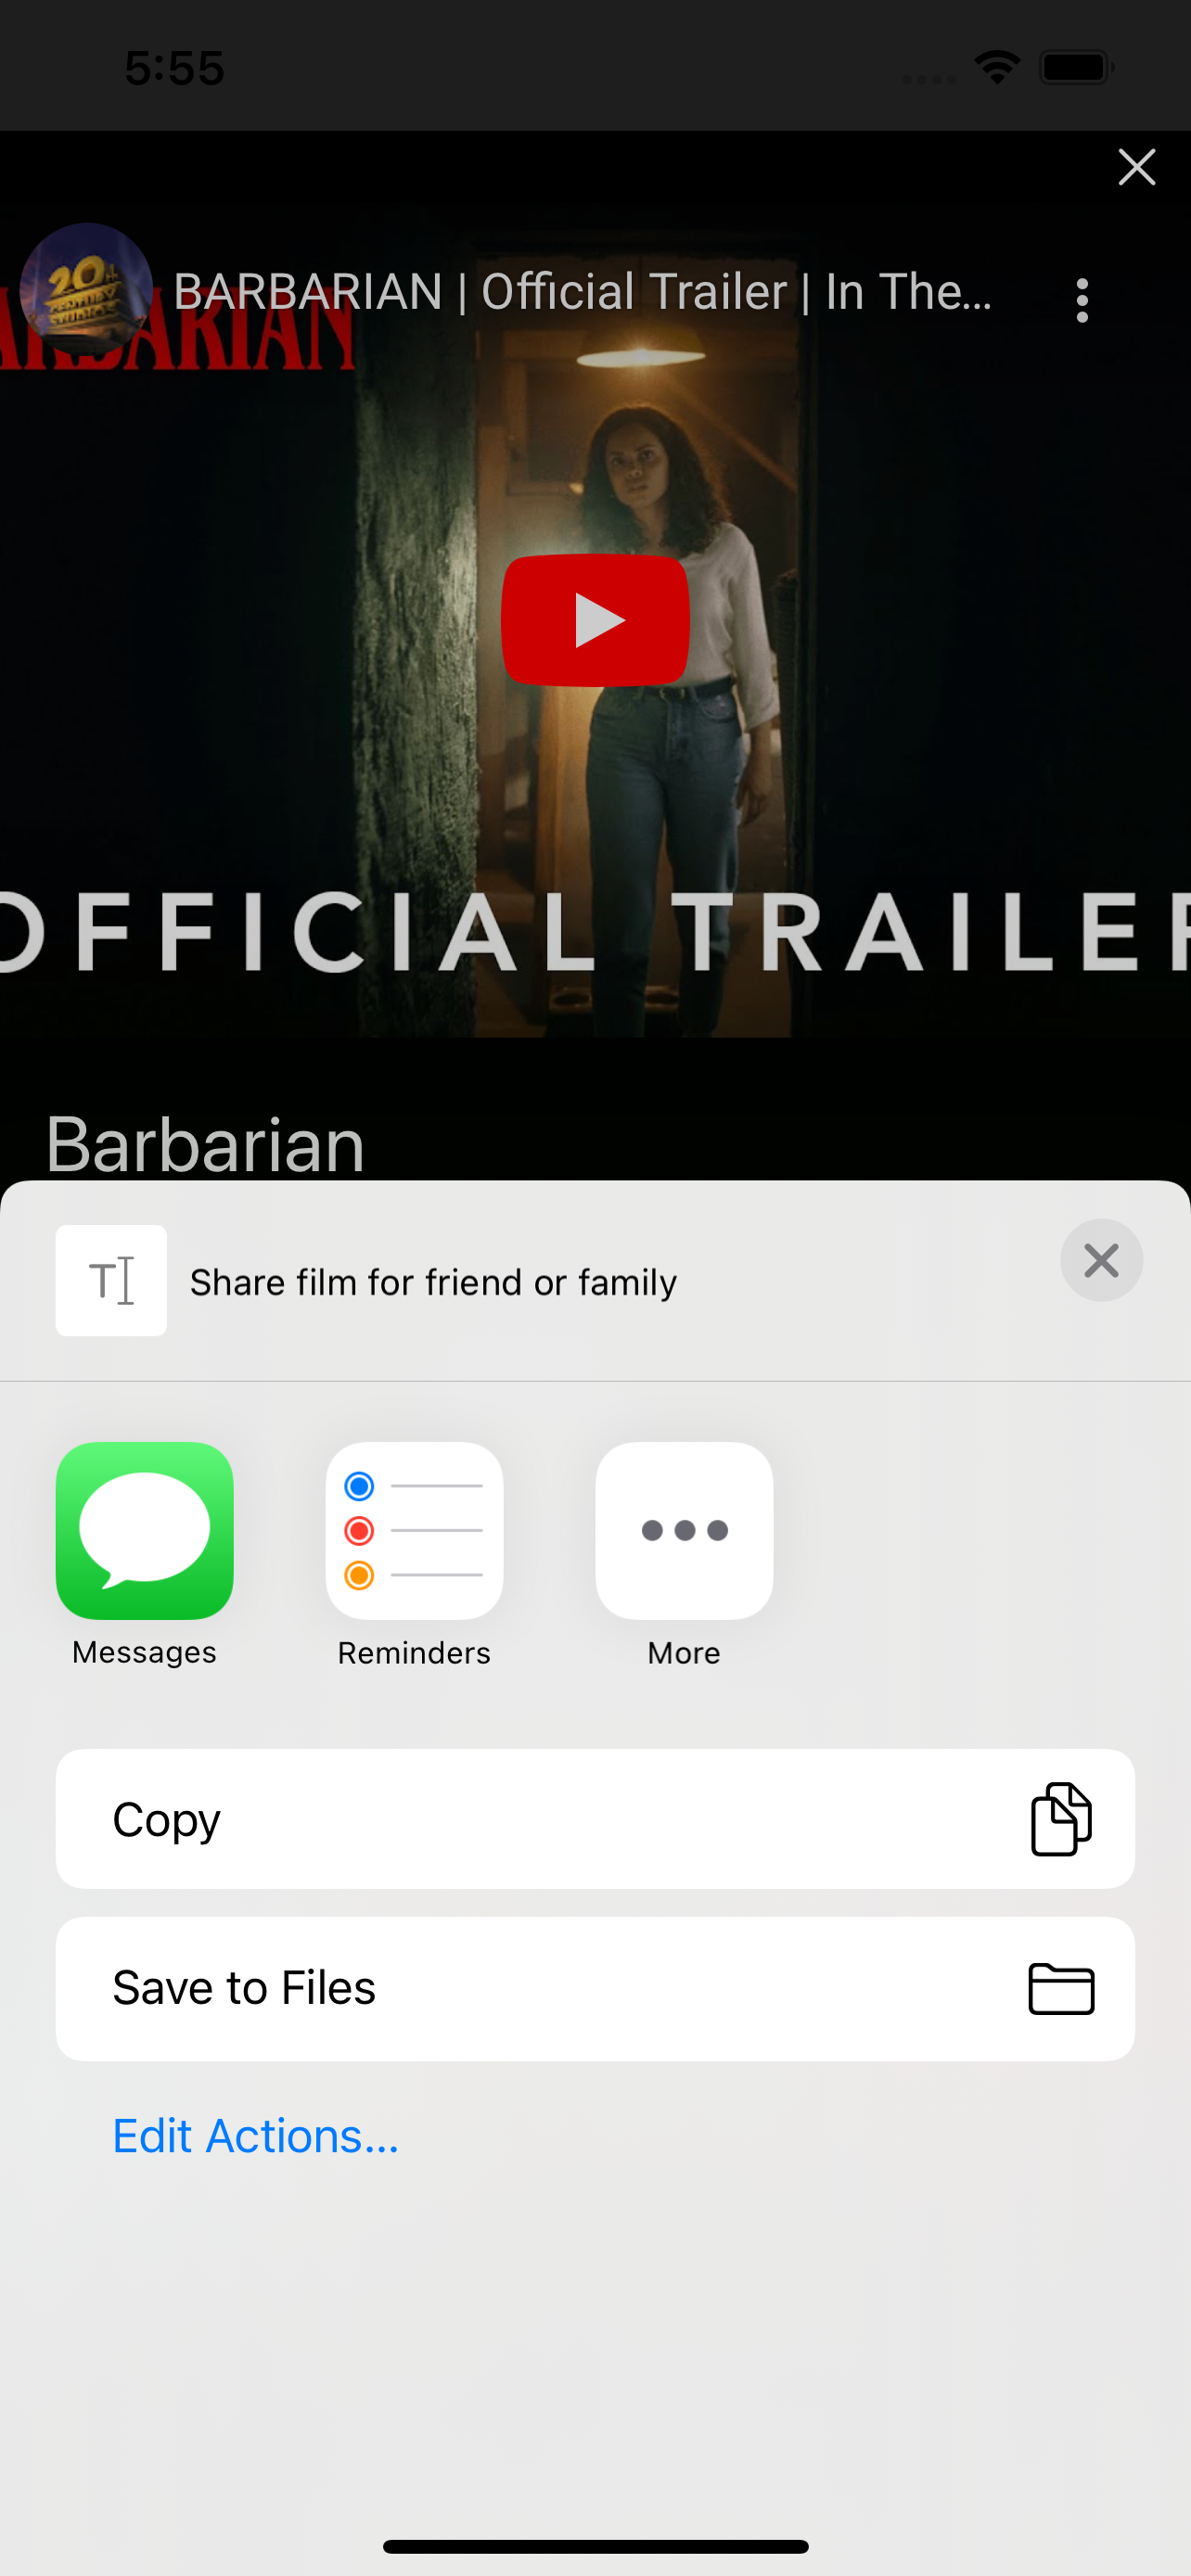 5:55
20th
CENTURY
STUDIOS
BARBARIAN | Official Trailer | In The...
ARBARIAN
OFFICIAL TRAILER
Barbarian
Share film for friend or family
Messages
Reminders
More
Copy
Save to Files
Edit Actions...